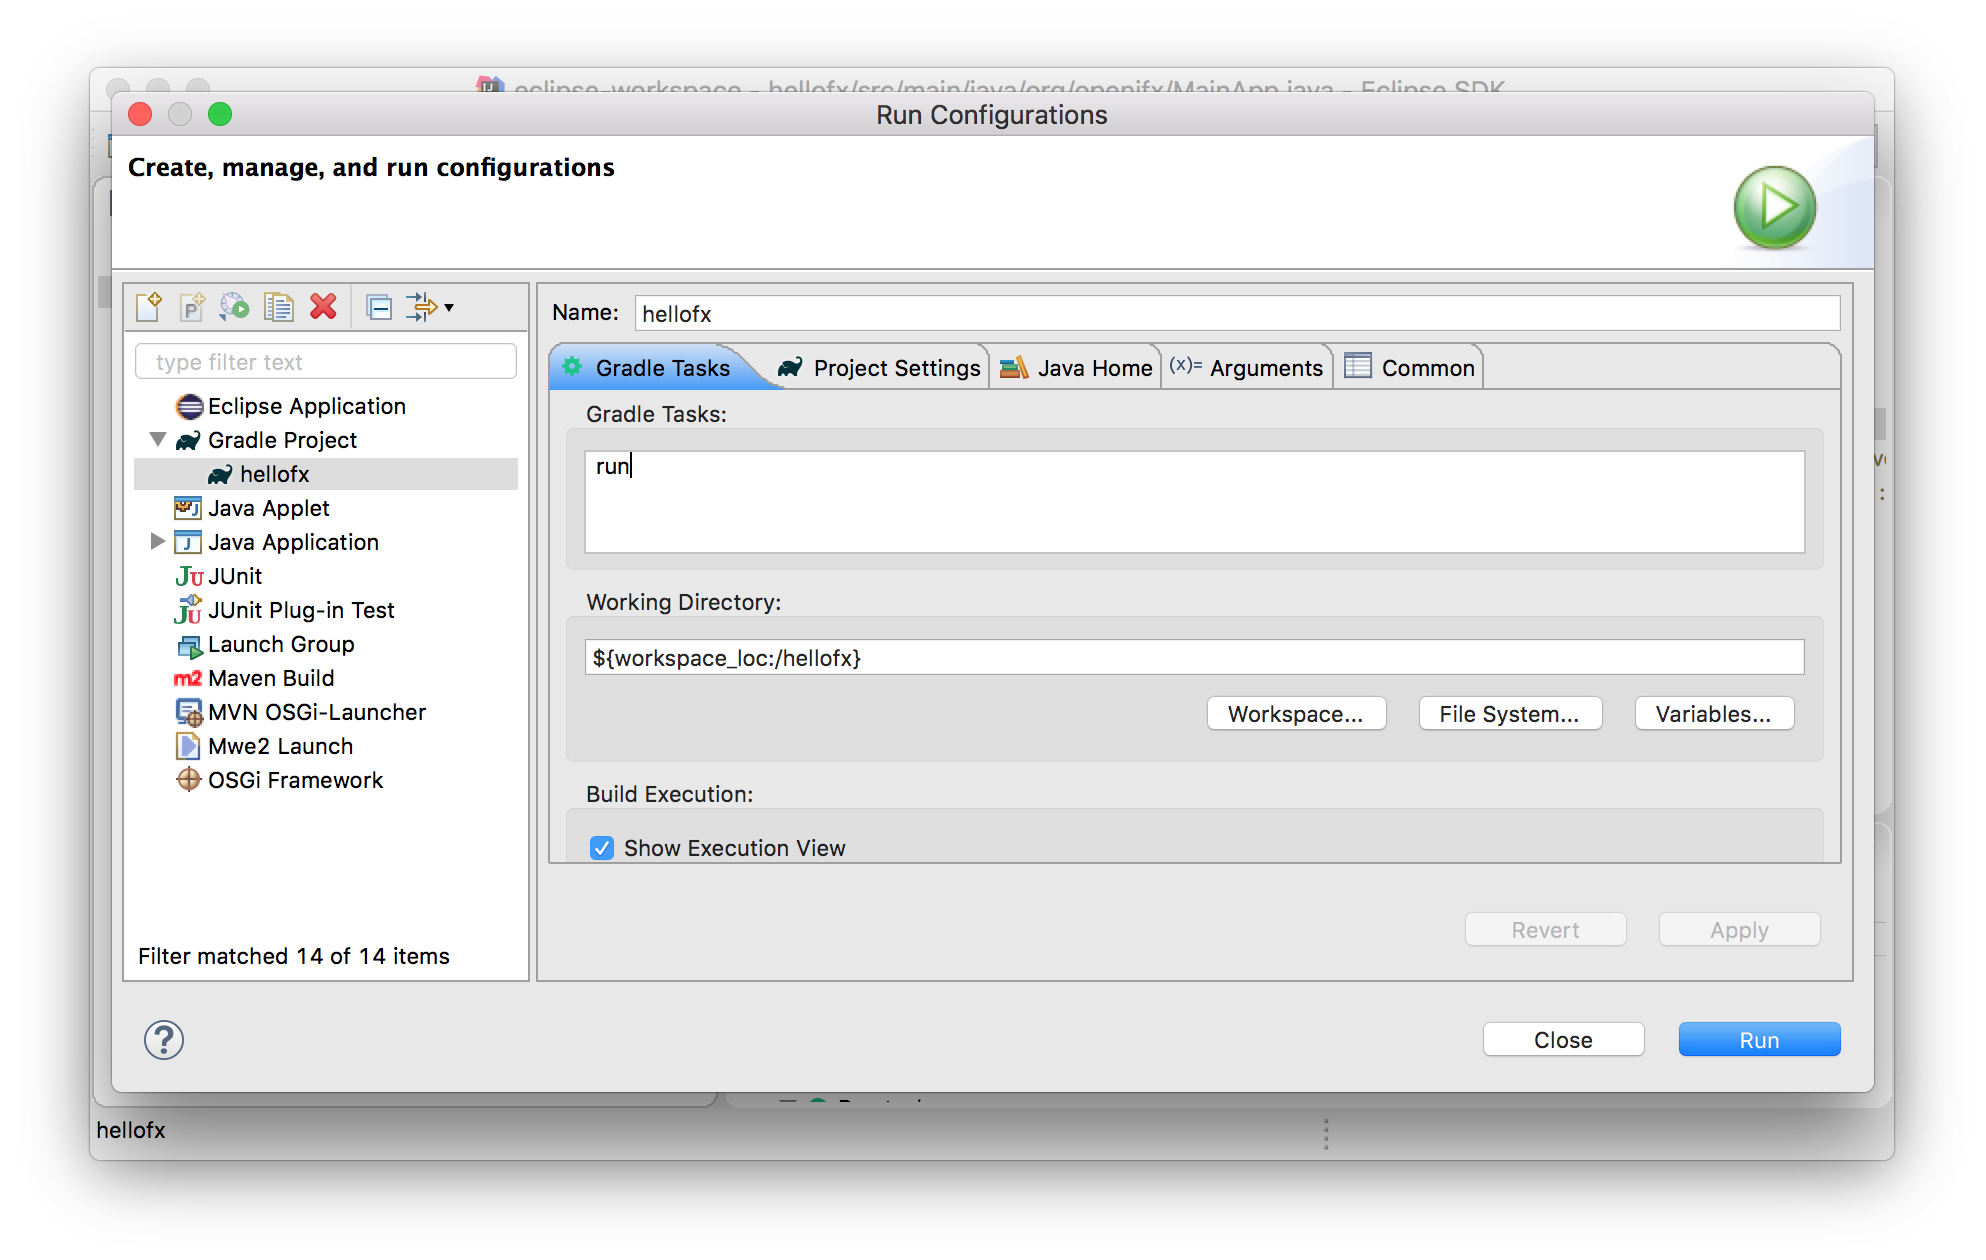 eclipse-workspace - hellofx/src/main/java/org/openjfx/MainApp.java - Eclipse SDK
Run Configurations
Create, manage, and run configurations
type filter text
Eclipse Application
Gradle Project
hellofx
Java Applet
Java Application
JUnit
JUnit Plug-in Test
Launch Group
Maven Build
MVN OSGi-Launcher
Mwe2 Launch
OSGi Framework
Filter matched 14 of 14 items
Name: hellofx
Gradle Tasks Project Settings Java Home (x)= Arguments Common
Gradle Tasks:
run
Working Directory:
${workspace_loc:/hellofx}
Workspace... File System... Variables...
Build Execution:
Show Execution View
Revert Apply
Close Run
hellofx